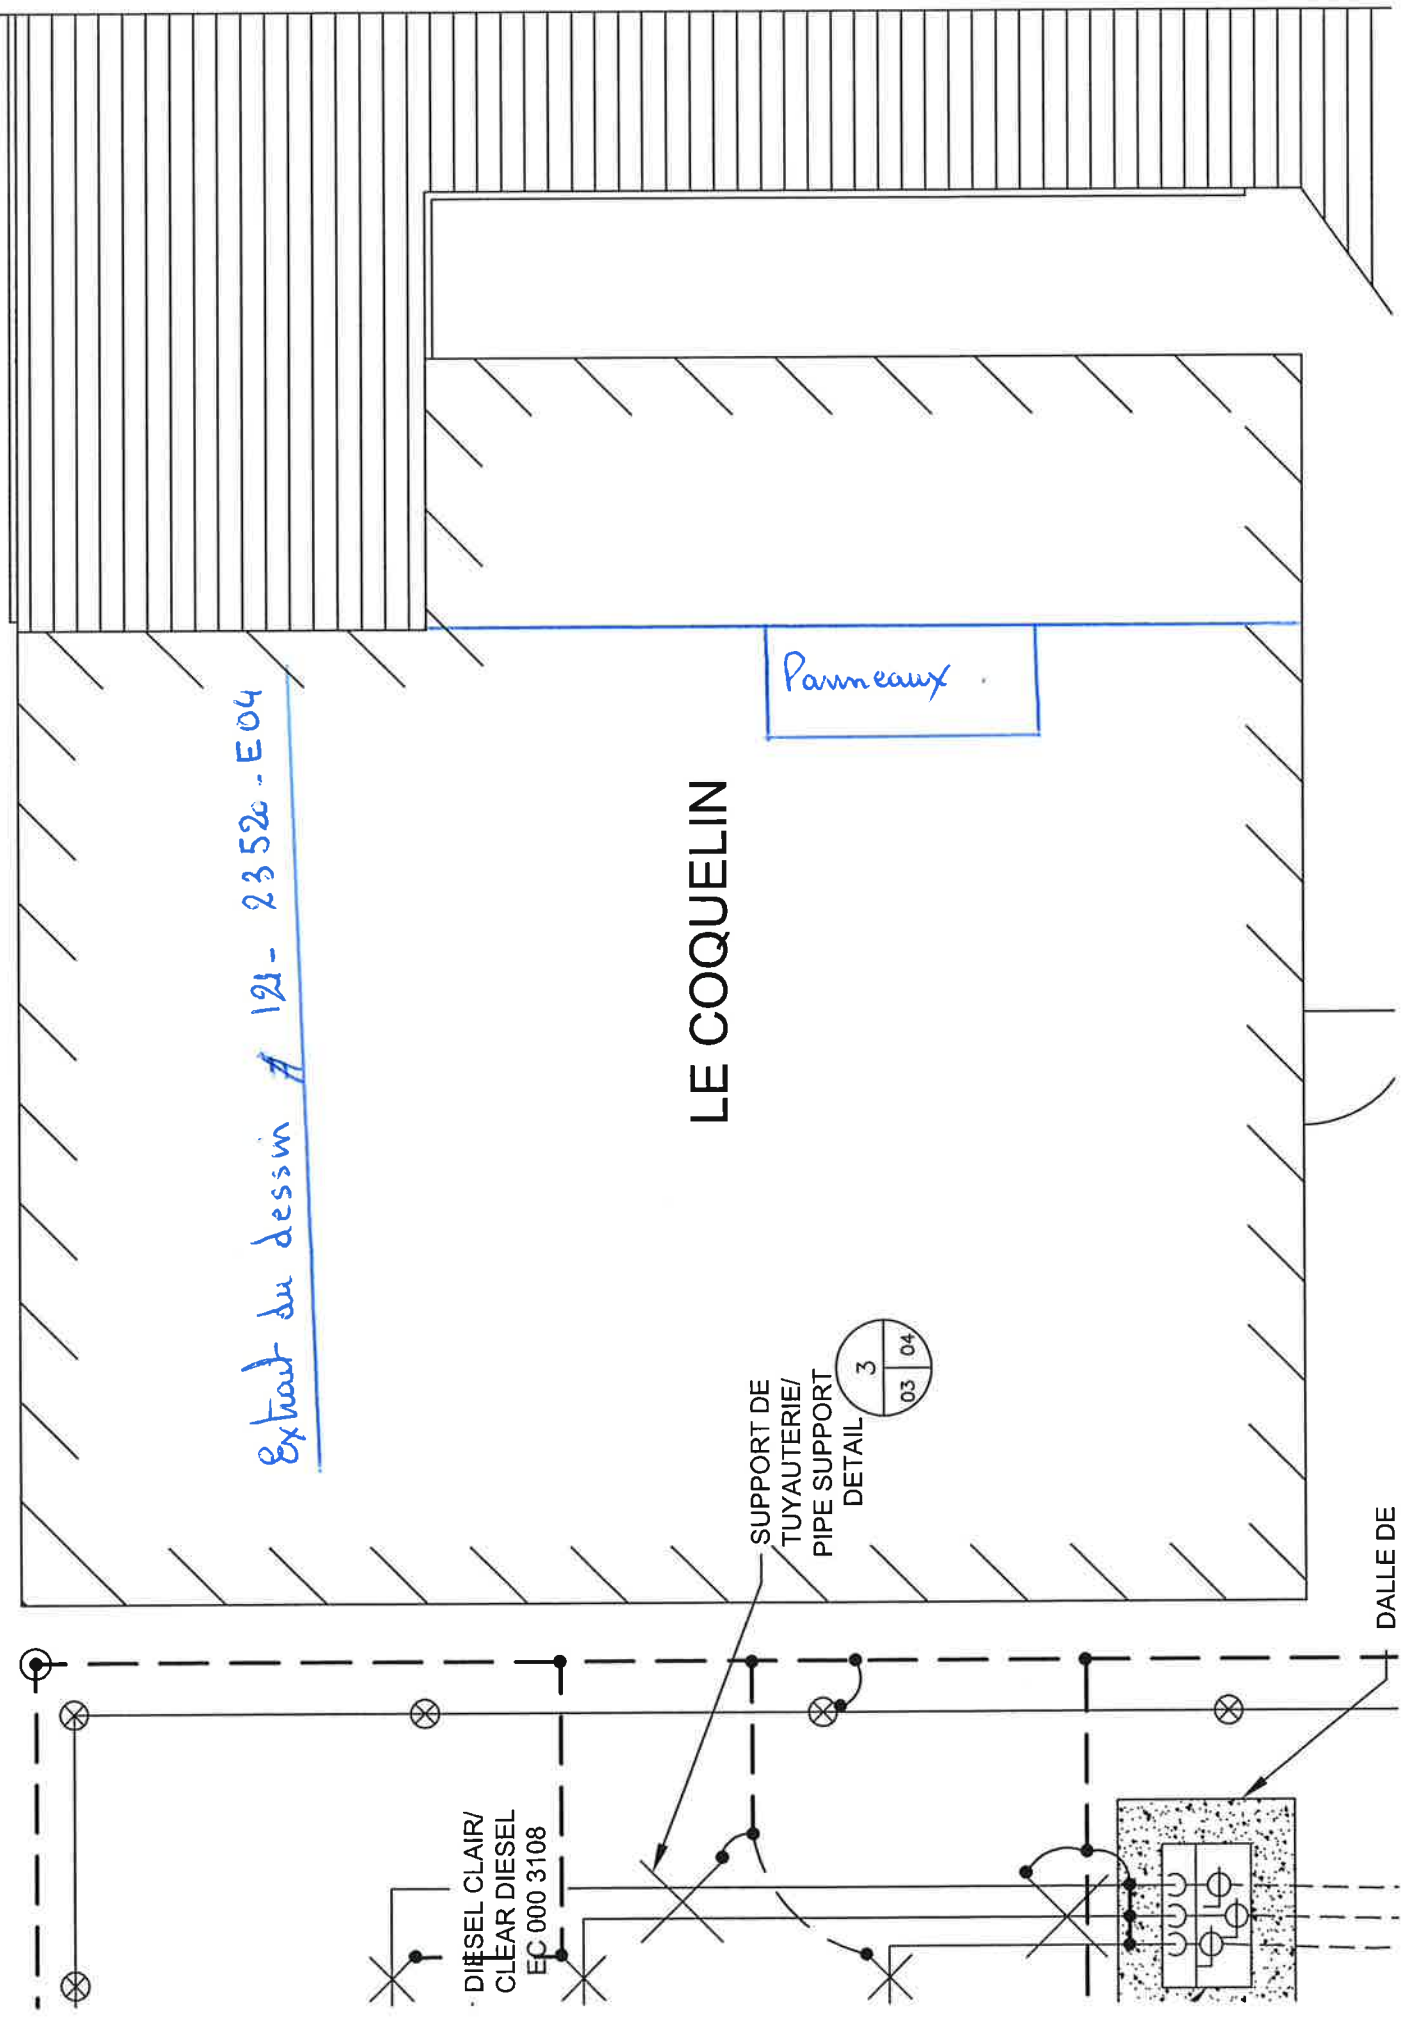 Extrait du dessin # 121-23520-E04
Panneaux
LE COQUELIN
SUPPORT DE
TUYAUTERIE/
PIPE SUPPORT
DETAIL
3
03 04
DIESEL CLAIR/
CLEAR DIESEL
EC 000 3108
DALLE DE